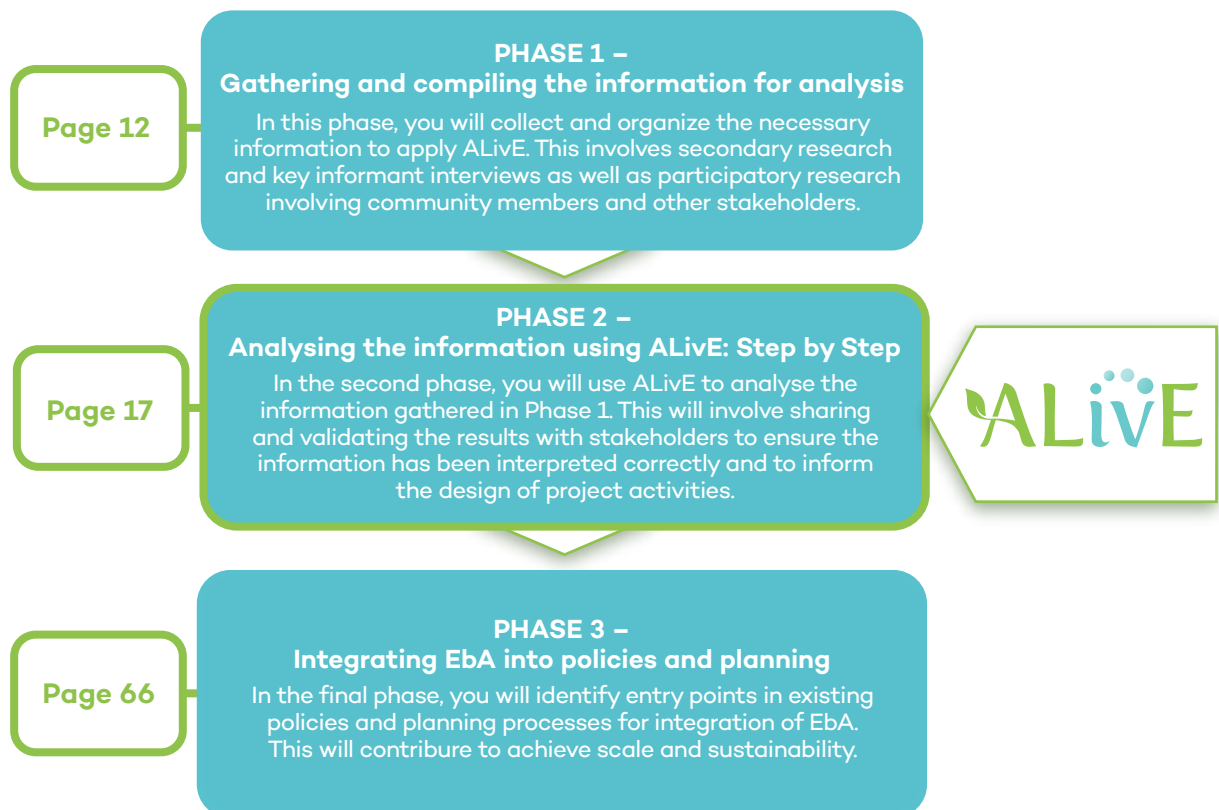 PHASE 1 –
Gathering and compiling the information for analysis
Page 12
In this phase, you will collect and organize the necessary
information to apply ALivE. This involves secondary research
and key informant interviews as well as participatory research
involving community members and other stakeholders.
PHASE 2 –
Analysing the information using ALivE: Step by Step
Page 17
In the second phase, you will use ALivE to analyse the
information gathered in Phase 1. This will involve sharing
and validating the results with stakeholders to ensure the
information has been interpreted correctly and to inform
the design of project activities.
ALivE
PHASE 3 –
Integrating EbA into policies and planning
Page 66
In the final phase, you will identify entry points in existing
policies and planning processes for integration of EbA.
This will contribute to achieve scale and sustainability.